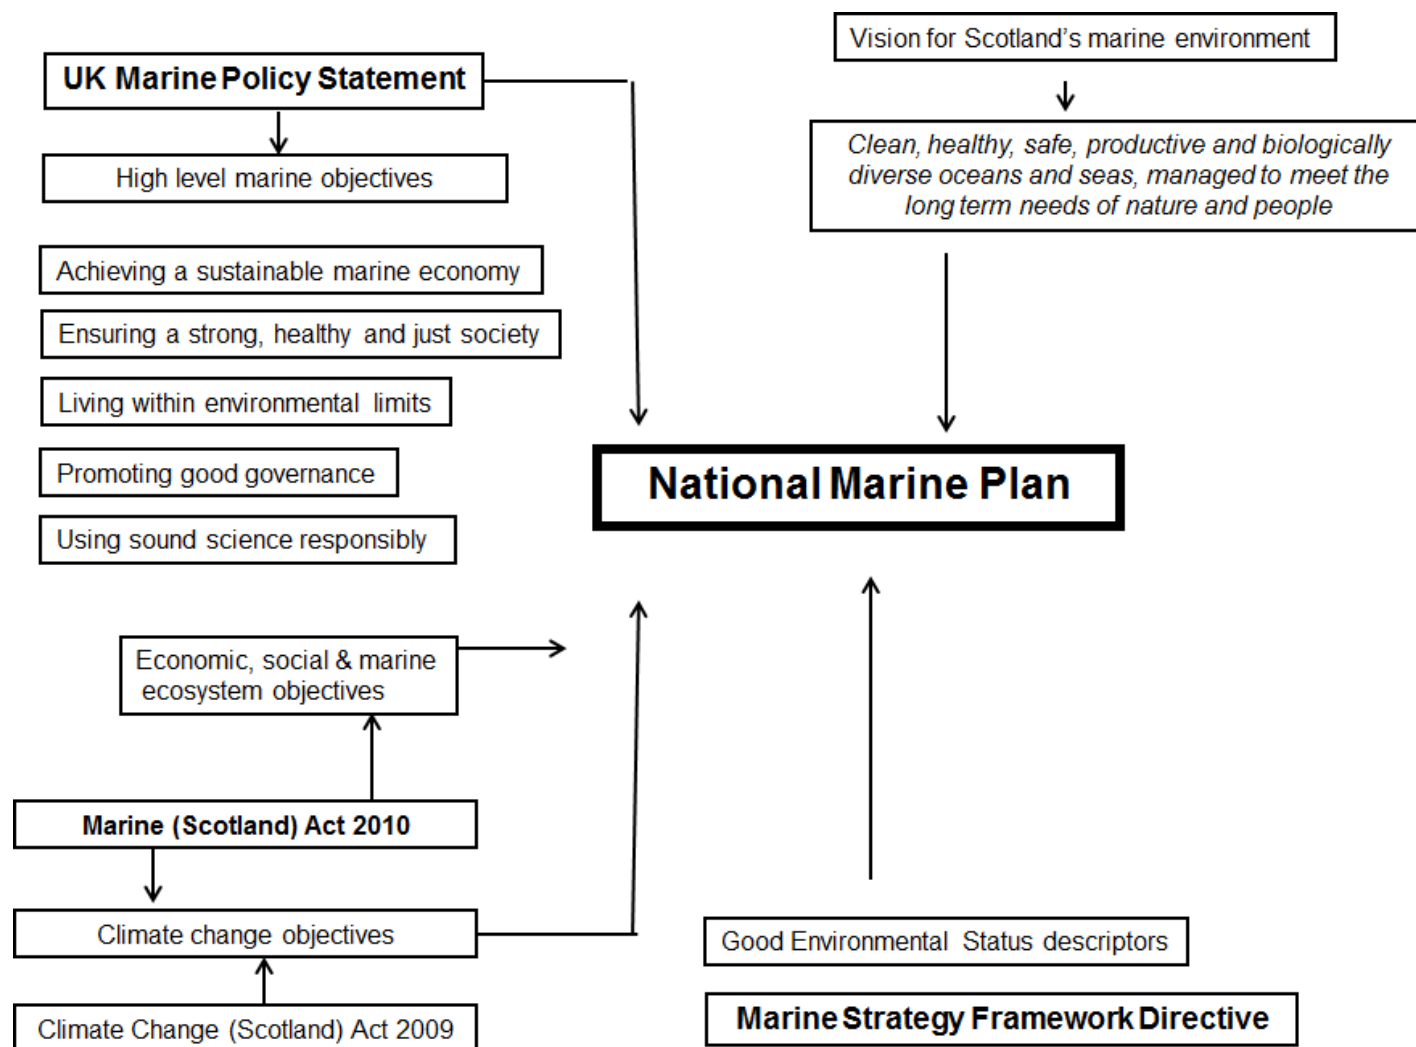 UK Marine Policy Statement
High level marine objectives
Achieving a sustainable marine economy
Ensuring a strong, healthy and just society
Living within environmental limits
Promoting good governance
Using sound science responsibly
Vision for Scotland's marine environment
Clean, healthy, safe, productive and biologically
diverse oceans and seas, managed to meet the
long term needs of nature and people
National Marine Plan
Economic, social & marine
ecosystem objectives
Marine (Scotland) Act 2010
Climate change objectives
Climate Change (Scotland) Act 2009
Good Environmental Status descriptors
Marine Strategy Framework Directive